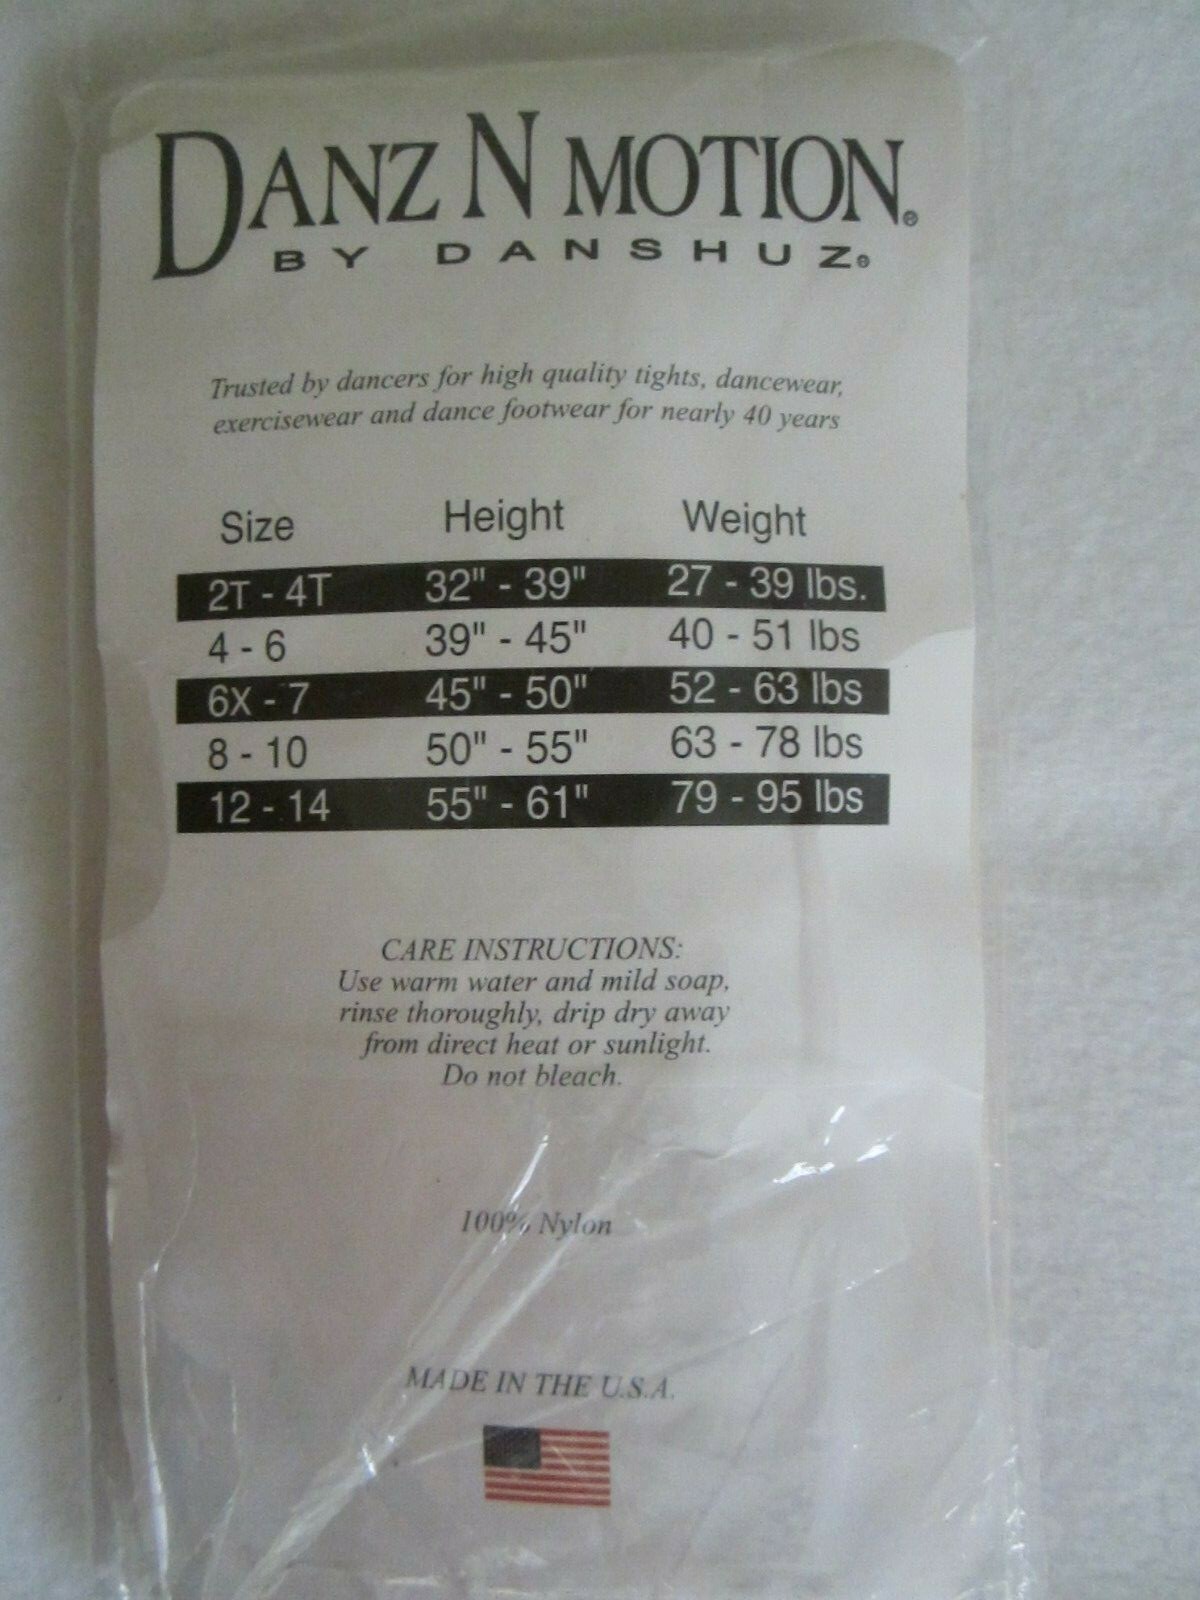 DANZ N MOTION®
BY DANSHUZ®
Trusted by dancers for high quality tights, dancewear,
exercisewear and dance footwear for nearly 40 years
Size Height Weight
2T - 4T 32" - 39" 27 - 39 lbs.
4 - 6 39" - 45" 40 - 51 lbs
6X - 7 45" - 50" 52 - 63 lbs
8 - 10 50" - 55" 63 - 78 lbs
12 - 14 55" - 61" 79 - 95 lbs
CARE INSTRUCTIONS:
Use warm water and mild soap,
rinse thoroughly, drip dry away
from direct heat or sunlight.
Do not bleach.
100% Nylon
MADE IN THE U.S.A.